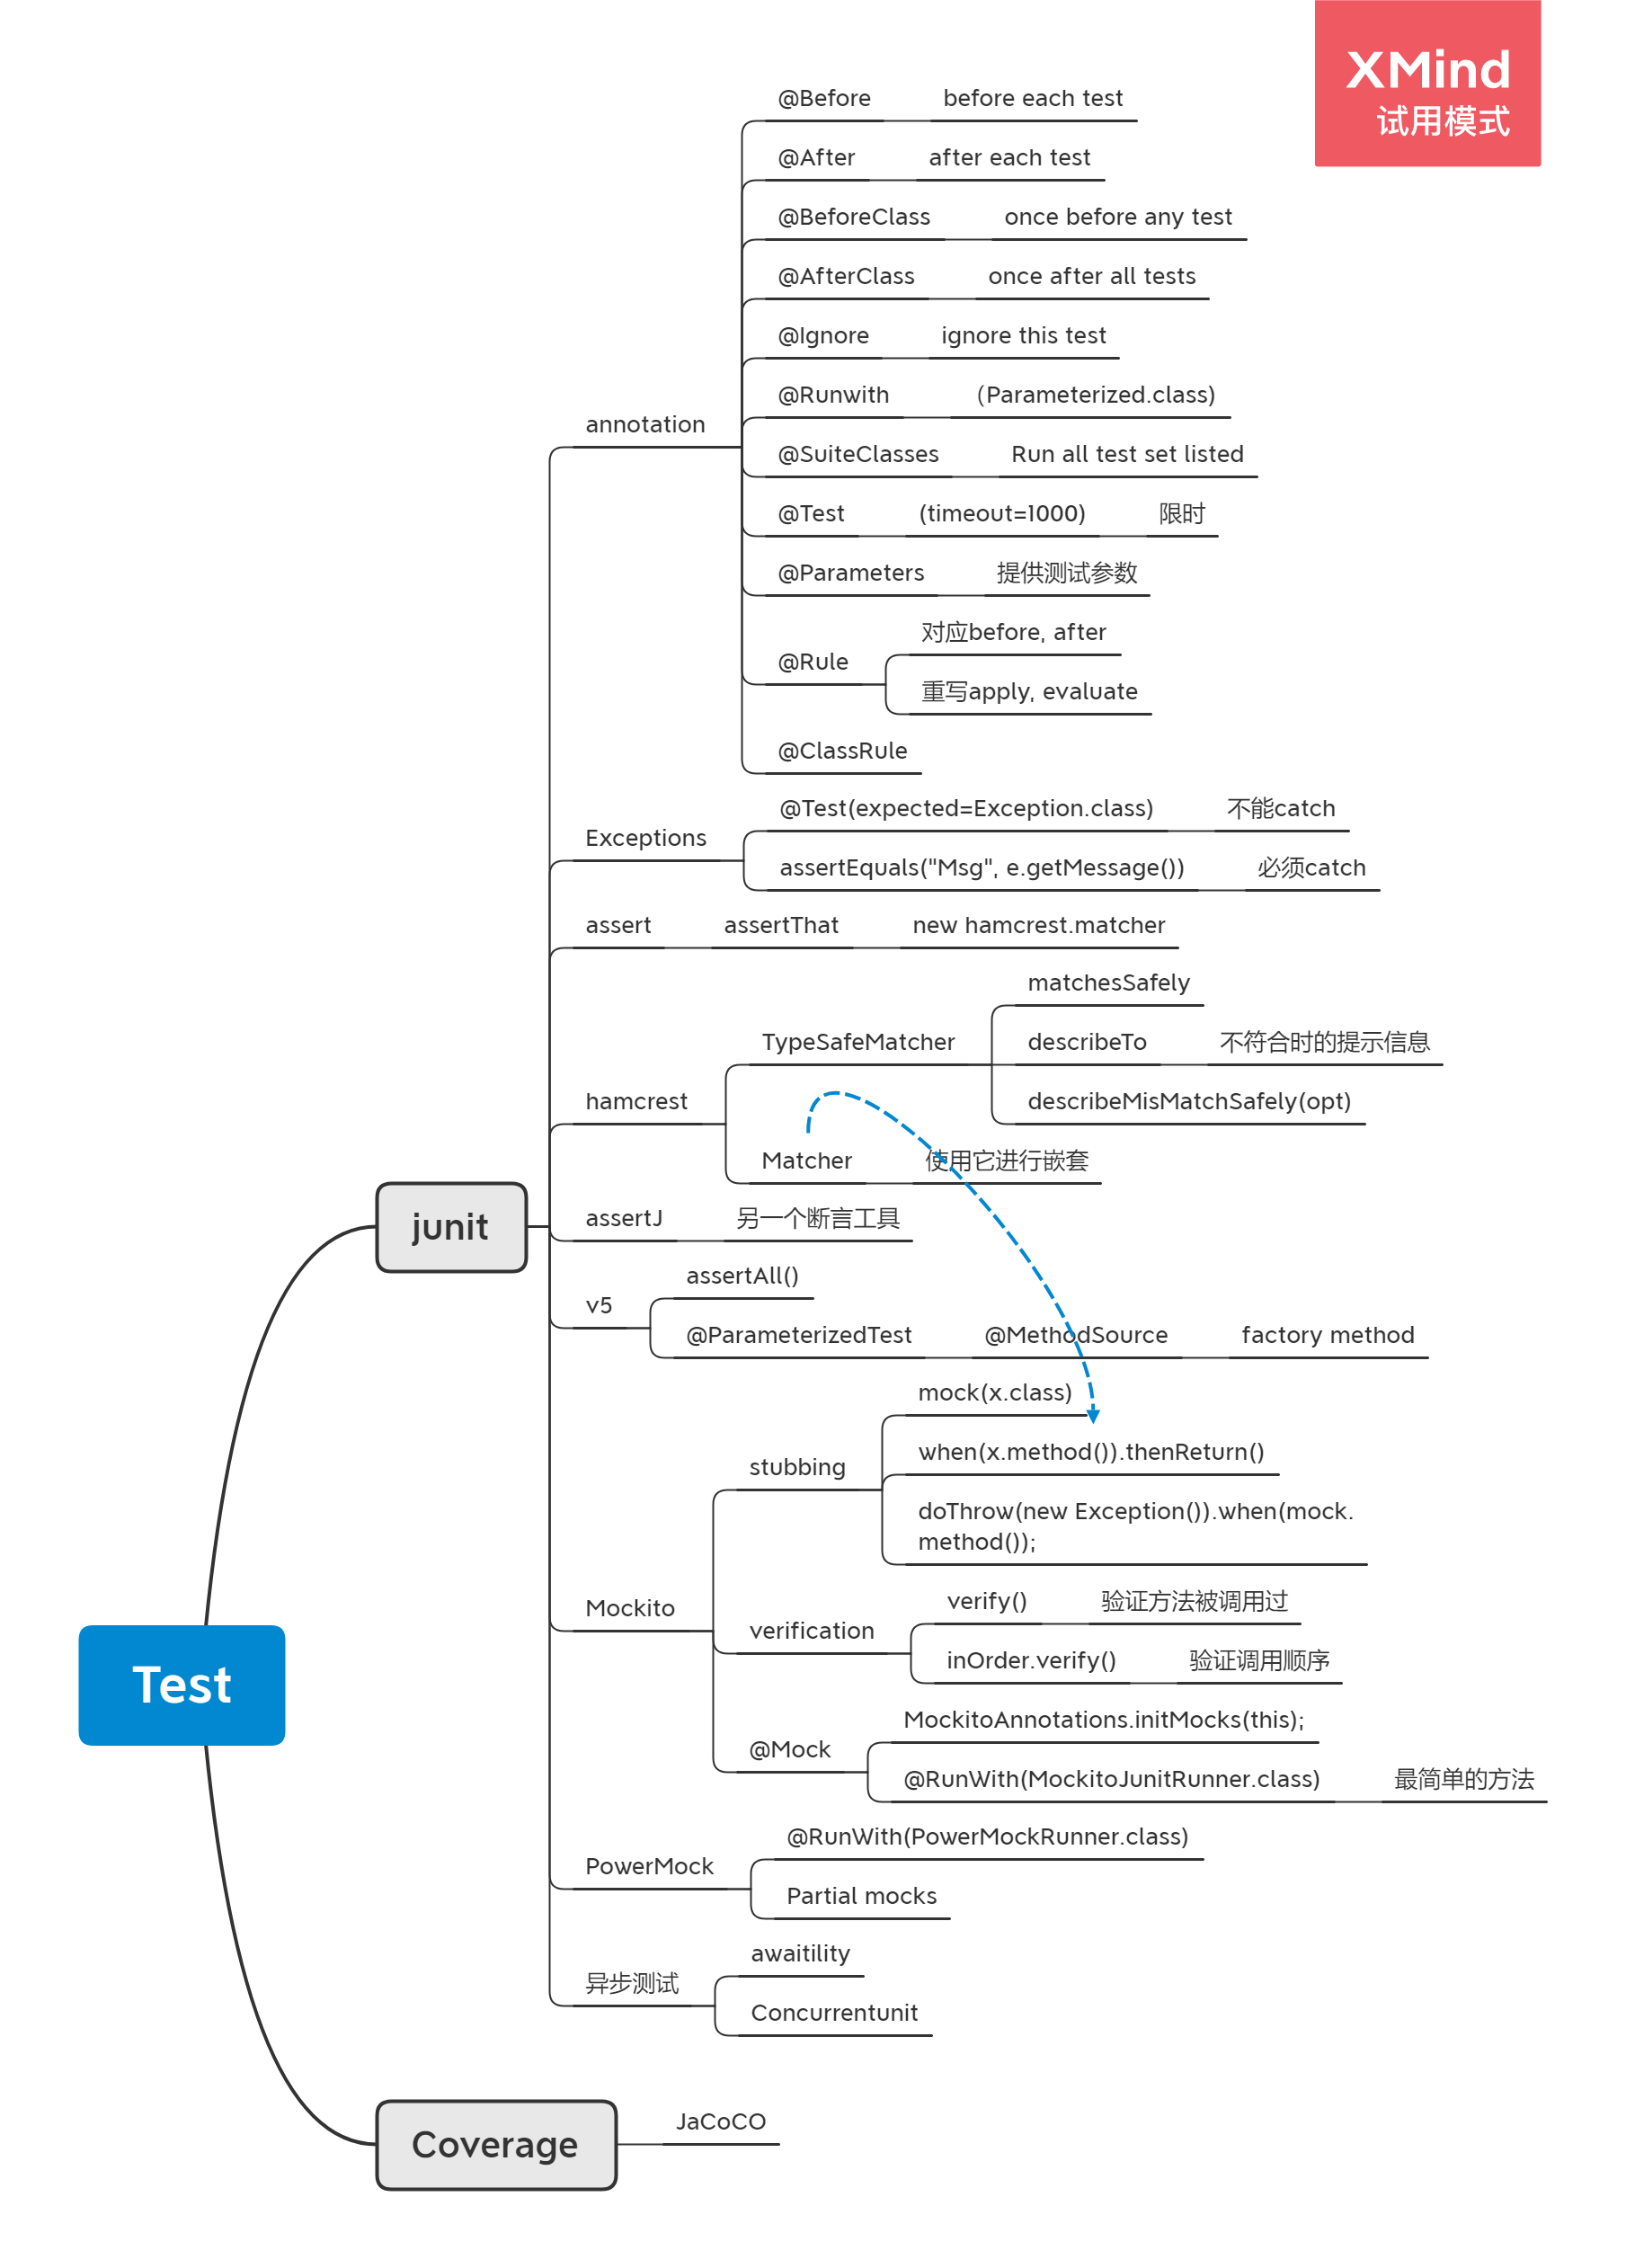 XMind
试用模式
@Before before each test
@After after each test
@BeforeClass once before any test
@AfterClass once after all tests
@Ignore ignore this test
@Runwith （Parameterized.class)
annotation
@SuiteClasses Run all test set listed
@Test (timeout=1000) 限时
@Parameters 提供测试参数
对应before, after
@Rule
重写apply, evaluate
@ClassRule
@Test(expected=Exception.class) 不能catch
Exceptions
assertEquals("Msg", e.getMessage()) 必须catch
assert assertThat new hamcrest.matcher
matchesSafely
TypeSafeMatcher describeTo 不符合时的提示信息
hamcrest describeMisMatchSafely(opt)
Matcher 使用它进行嵌套
junit
assertJ 另一个断言工具
assertAll()
v5
@ParameterizedTest @MethodSource factory method
mock(x.class)
stubbing when(x.method()).thenReturn()
doThrow(new Exception()).when(mock.
method());
Mockito
verify() 验证方法被调用过
verification
inOrder.verify() 验证调用顺序
Test
MockitoAnnotations.initMocks(this);
@Mock
@RunWith(MockitoJunitRunner.class) 最简单的方法
@RunWith(PowerMockRunner.class)
PowerMock
Partial mocks
awaitility
异步测试
Concurrentunit
Coverage JaCoCO